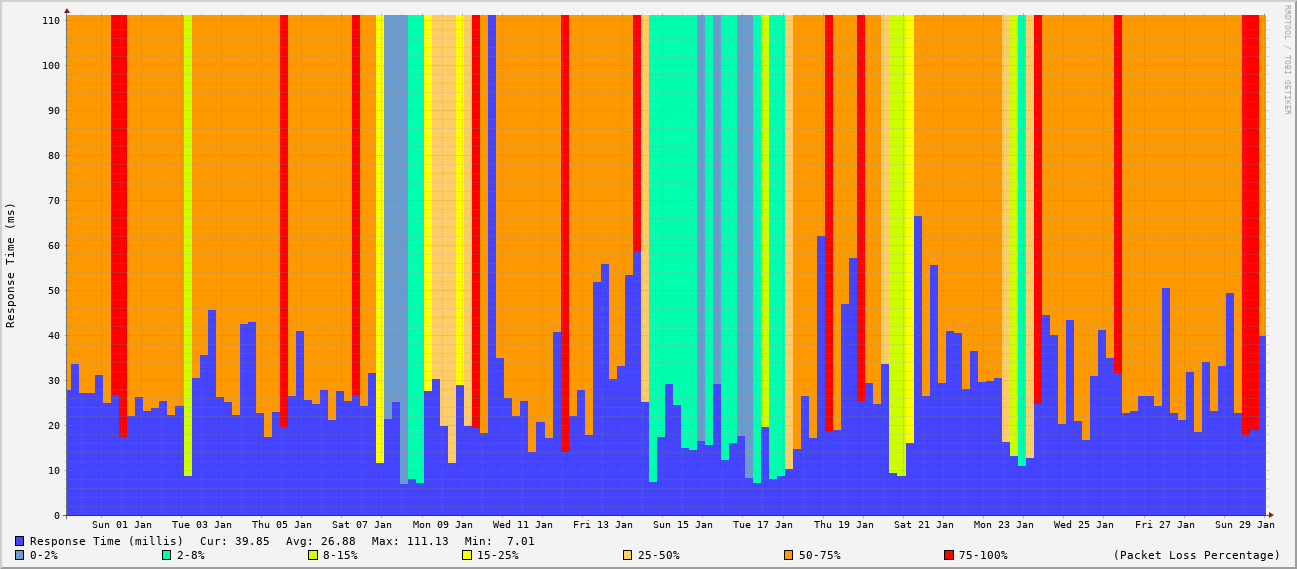 RRDTOOL / TOBI OETIKER
Response Time (ms)
110
100
90
80
70
60
50
40
30
20
10
0
Sun 01 Jan Tue 03 Jan Thu 05 Jan Sat 07 Jan Mon 09 Jan Wed 11 Jan Fri 13 Jan Sun 15 Jan Tue 17 Jan Thu 19 Jan Sat 21 Jan Mon 23 Jan Wed 25 Jan Fri 27 Jan Sun 29 Jan
Response Time (millis) Cur: 39.85 Avg: 26.88 Max: 111.13 Min: 7.01
0-2% 2-8% 8-15% 15-25% 25-50% 50-75% 75-100% (Packet Loss Percentage)